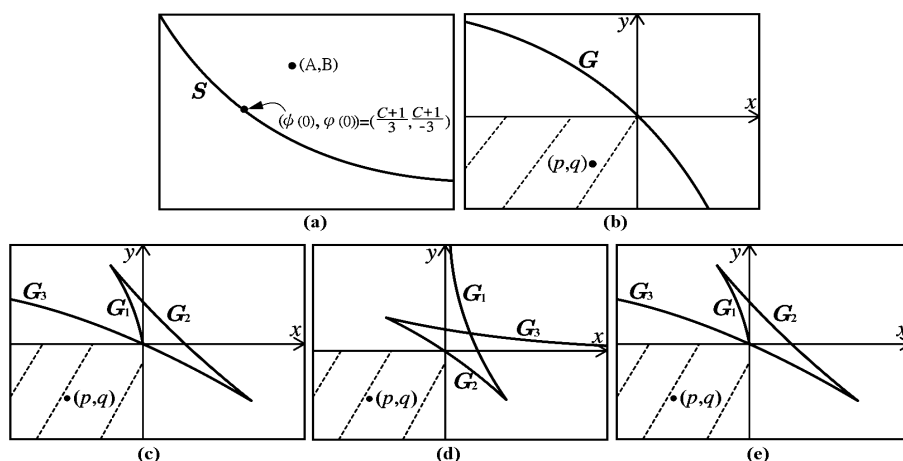 (A,B)
S
(ϕ(0), φ(0))=(C+1/3, C+1/-3)
(a)
y
G
x
(p,q)
(b)
y
G3
G1
G2
x
(p,q)
(c)
y
G1
G3
x
G2
(p,q)
(d)
y
G3
G1
G2
x
(p,q)
(e)